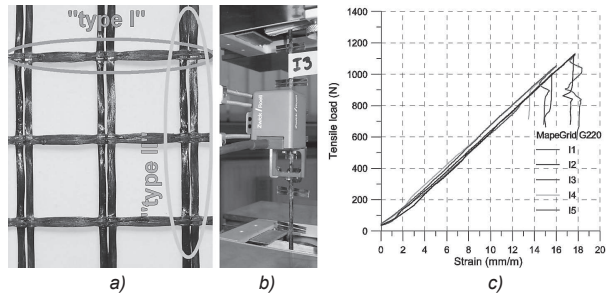 "type I"
"type II"
I3
1400
1200
1000
800
600
400
200
0
Tensile load (N)
0 2 4 6 8 10 12 14 16 18 20
Strain (mm/m)
MapeGrid G220
I1
I2
I3
I4
I5
a) b) c)